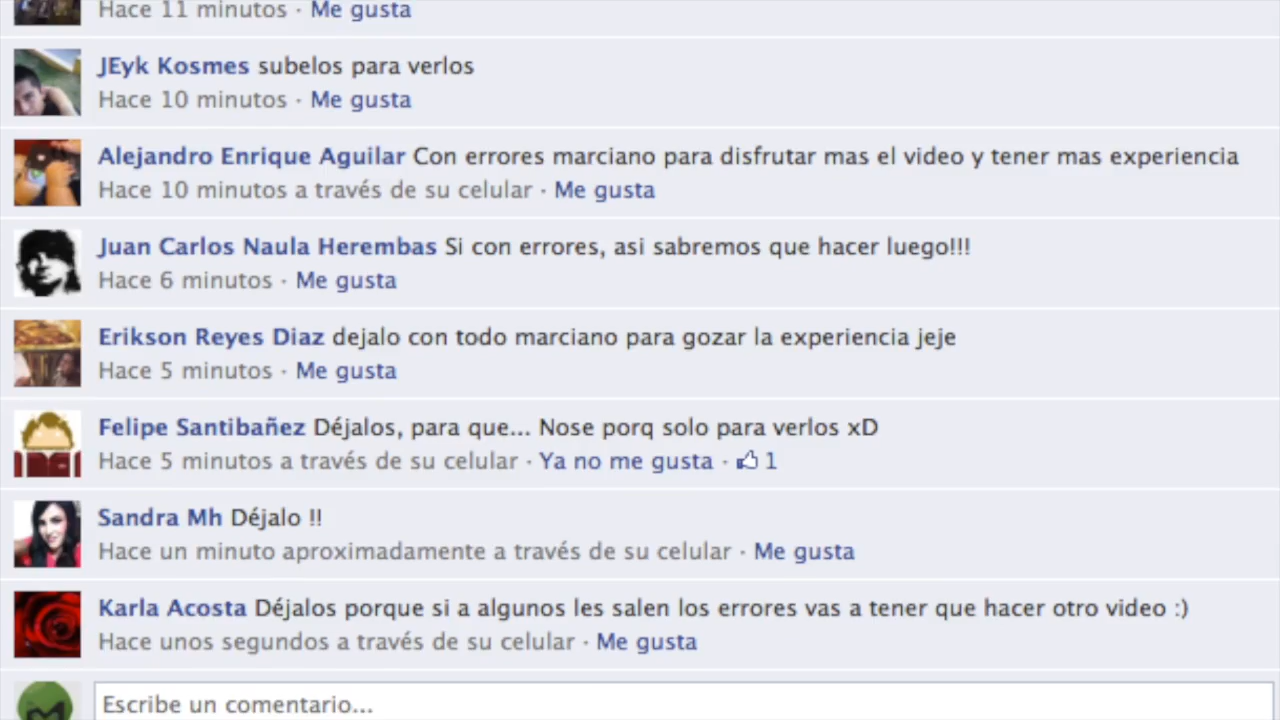 Hace 11 minutos · Me gusta
JEyk Kosmes subelos para verlos
Hace 10 minutos · Me gusta
Alejandro Enrique Aguilar Con errores marciano para disfrutar mas el video y tener mas experiencia
Hace 10 minutos a través de su celular · Me gusta
Juan Carlos Naula Herembas Si con errores, asi sabremos que hacer luego!!!
Hace 6 minutos · Me gusta
Erikson Reyes Diaz dejalo con todo marciano para gozar la experiencia jeje
Hace 5 minutos · Me gusta
Felipe Santibañez Déjalos, para que... Nose porq solo para verlos xD
Hace 5 minutos a través de su celular · Ya no me gusta · 1
Sandra Mh Déjalo !!
Hace un minuto aproximadamente a través de su celular · Me gusta
Karla Acosta Déjalos porque si a algunos les salen los errores vas a tener que hacer otro video :)
Hace unos segundos a través de su celular · Me gusta
Escribe un comentario...